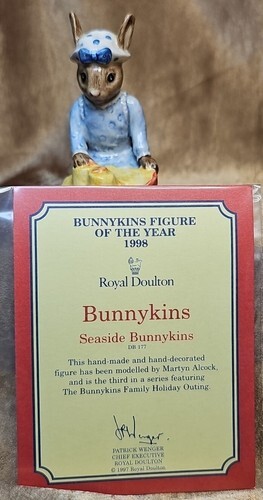 BUNNYKINS FIGURE
OF THE YEAR
1998
Royal Doulton
Bunnykins
Seaside Bunnykins
DB 177
This hand-made and hand-decorated
figure has been modelled by Martyn Alcock,
and is the third in a series featuring
The Bunnykins Family Holiday Outing.
PATRICK WENGER
CHIEF EXECUTIVE
ROYAL DOULTON
© 1997 Royal Doulton